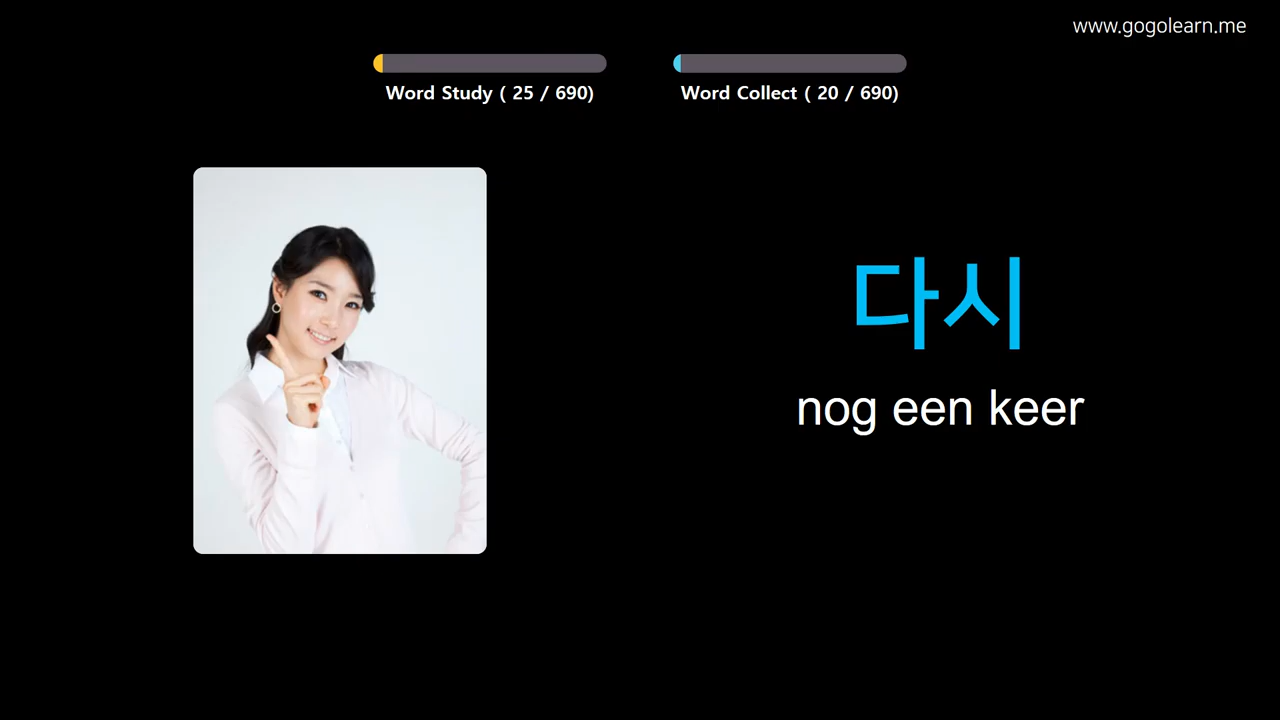 www.gogolearn.me
Word Study ( 25 / 690)
Word Collect ( 20 / 690)
다시
nog een keer